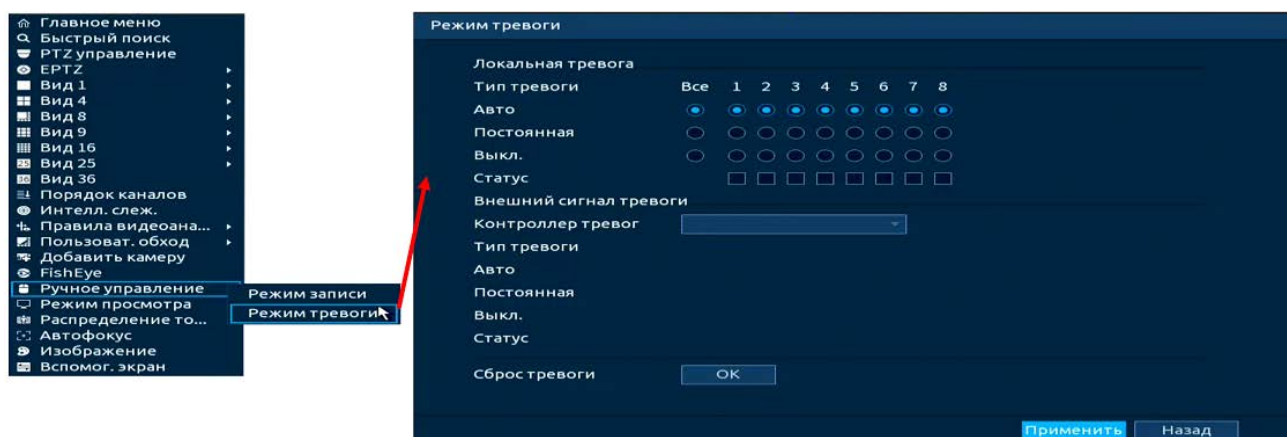 Главное меню
Быстрый поиск
PTZ управление
EPTZ
Вид 1
Вид 4
Вид 8
Вид 9
Вид 16
25 Вид 25
36 Вид 36
Порядок каналов
Интелл. слеж.
Правила видеоана...
Пользоват. обход
Добавить камеру
FishEye
Ручное управление
Режим просмотра
Распределение то...
Автофокус
Изображение
Вспомог. экран
Режим записи
Режим тревоги
Режим тревоги
Локальная тревога
Тип тревоги Все 1 2 3 4 5 6 7 8
Авто
Постоянная
Выкл.
Статус
Внешний сигнал тревоги
Контроллер тревог
Тип тревоги
Авто
Постоянная
Выкл.
Статус
Сброс тревоги OK
Применить Назад